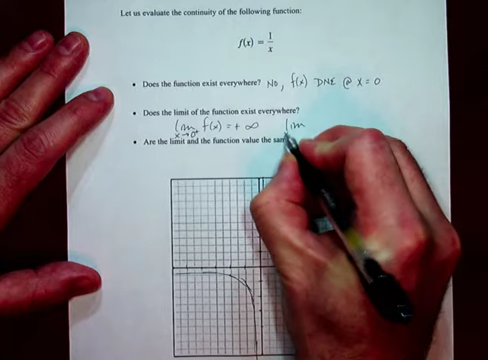 Let us evaluate the continuity of the following function:
f(x) = 1/x
• Does the function exist everywhere? NO, f(x) DNE @ x = 0
• Does the limit of the function exist everywhere?
lim x→0⁺ f(x) = + ∞ lim
• Are the limit and the function value the